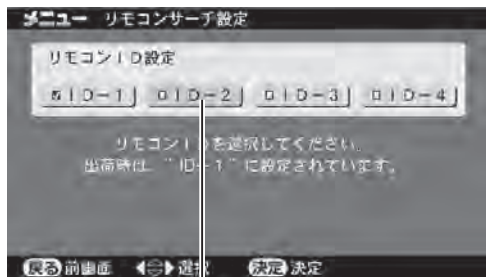 メニュー リモコンサーチ設定
リモコンID設定
ID-1 ID-2 ID-3 ID-4
リモコンIDを選択してください。
出荷時は、"ID-1"に設定されています。
戻る 前画面 選択 決定 決定